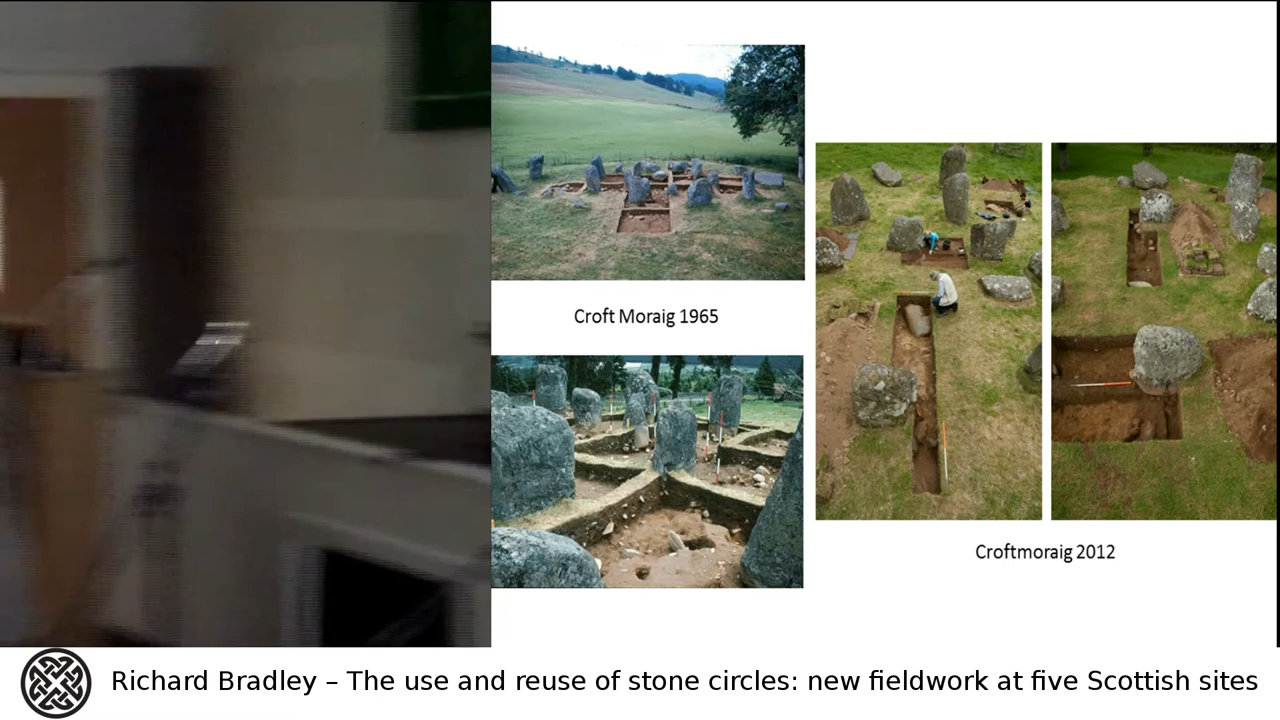 Croft Moraig 1965
Croftmoraig 2012
Richard Bradley – The use and reuse of stone circles: new fieldwork at five Scottish sites